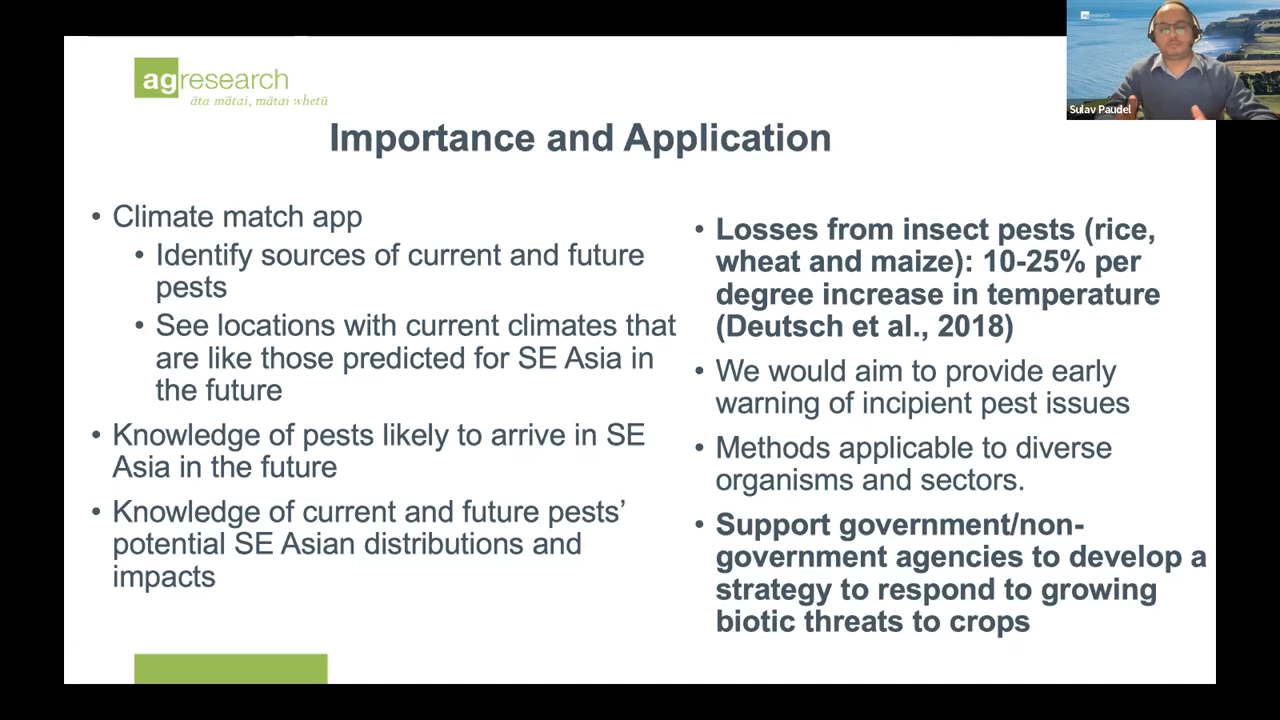 agresearch
āta mātai, mātai whetū
Importance and Application
• Climate match app
• Identify sources of current and future
pests
• See locations with current climates that
are like those predicted for SE Asia in
the future
• Knowledge of pests likely to arrive in SE
Asia in the future
• Knowledge of current and future pests’
potential SE Asian distributions and
impacts
• Losses from insect pests (rice,
wheat and maize): 10-25% per
degree increase in temperature
(Deutsch et al., 2018)
• We would aim to provide early
warning of incipient pest issues
• Methods applicable to diverse
organisms and sectors.
• Support government/non-
government agencies to develop a
strategy to respond to growing
biotic threats to crops
agresearch
Sulav Paudel